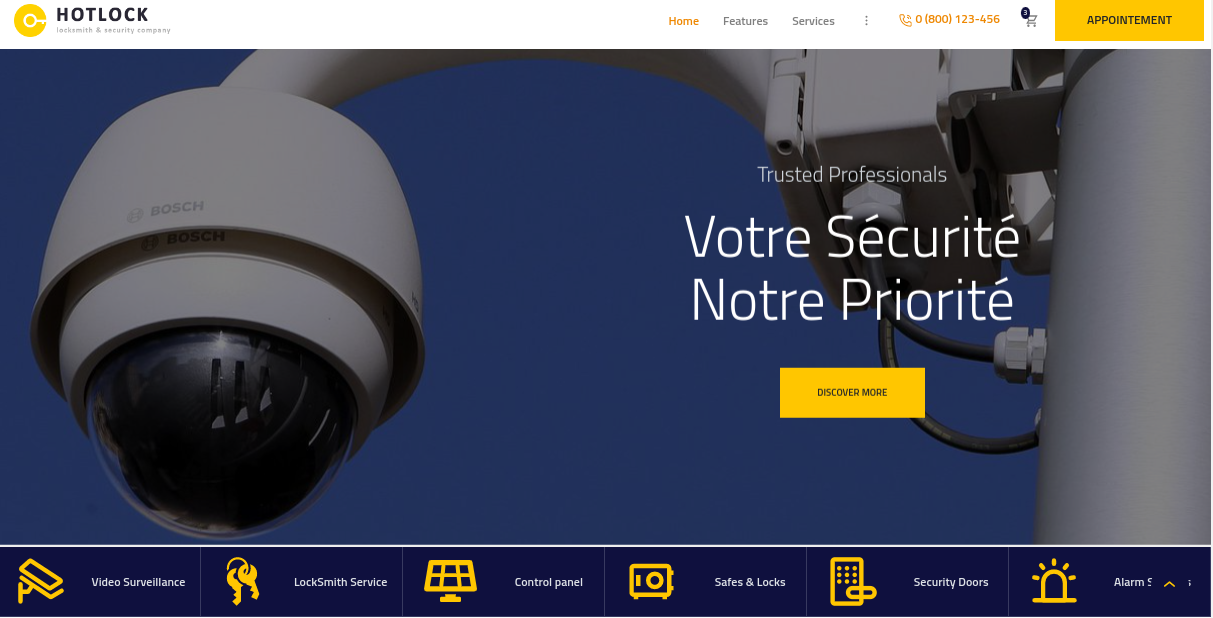 HOTLOCK
locksmith & security company
Home
Features
Services
0 (800) 123-456
3
APPOINTEMENT
BOSCH
BOSCH
Trusted Professionals
Votre Sécurité
Notre Priorité
DISCOVER MORE
Video Surveillance
LockSmith Service
Control panel
Safes & Locks
Security Doors
Alarm